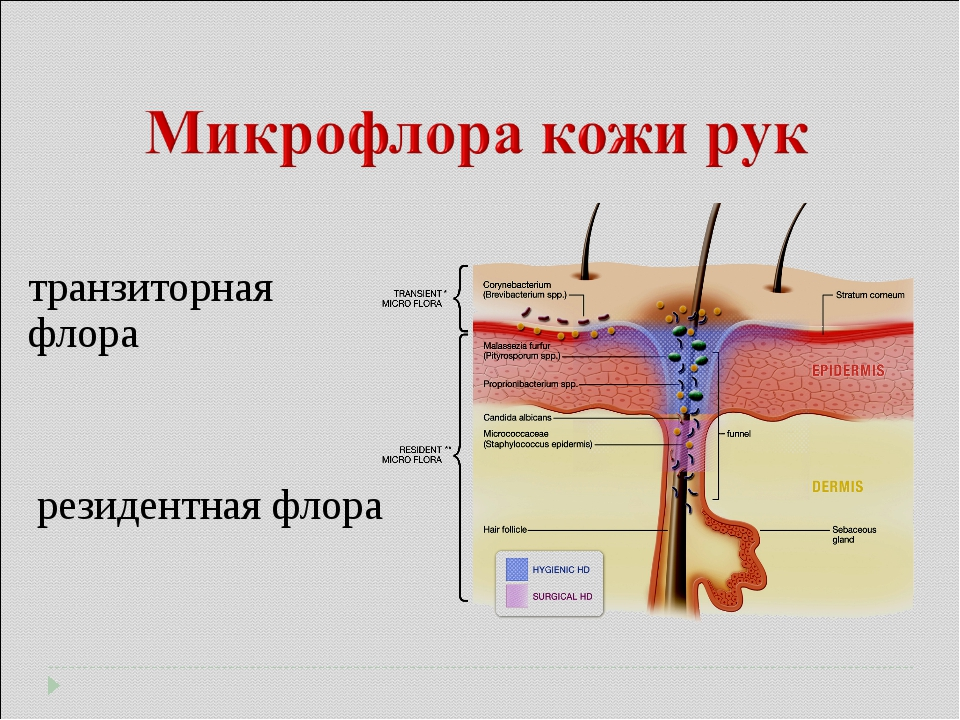 Микрофлора кожи рук
транзиторная
флора
резидентная флора
TRANSIENT *
MICRO FLORA
RESIDENT **
MICRO FLORA
Corynebacterium
(Brevibacterium spp.)
Malassezia furfur
(Pityrosporum spp.)
Proprionibacterium spp.
Candida albicans
Micrococcaceae
(Staphylococcus epidermis)
Hair follicle
Stratum corneum
EPIDERMIS
funnel
DERMIS
Sebaceous
gland
HYGIENIC HD
SURGICAL HD